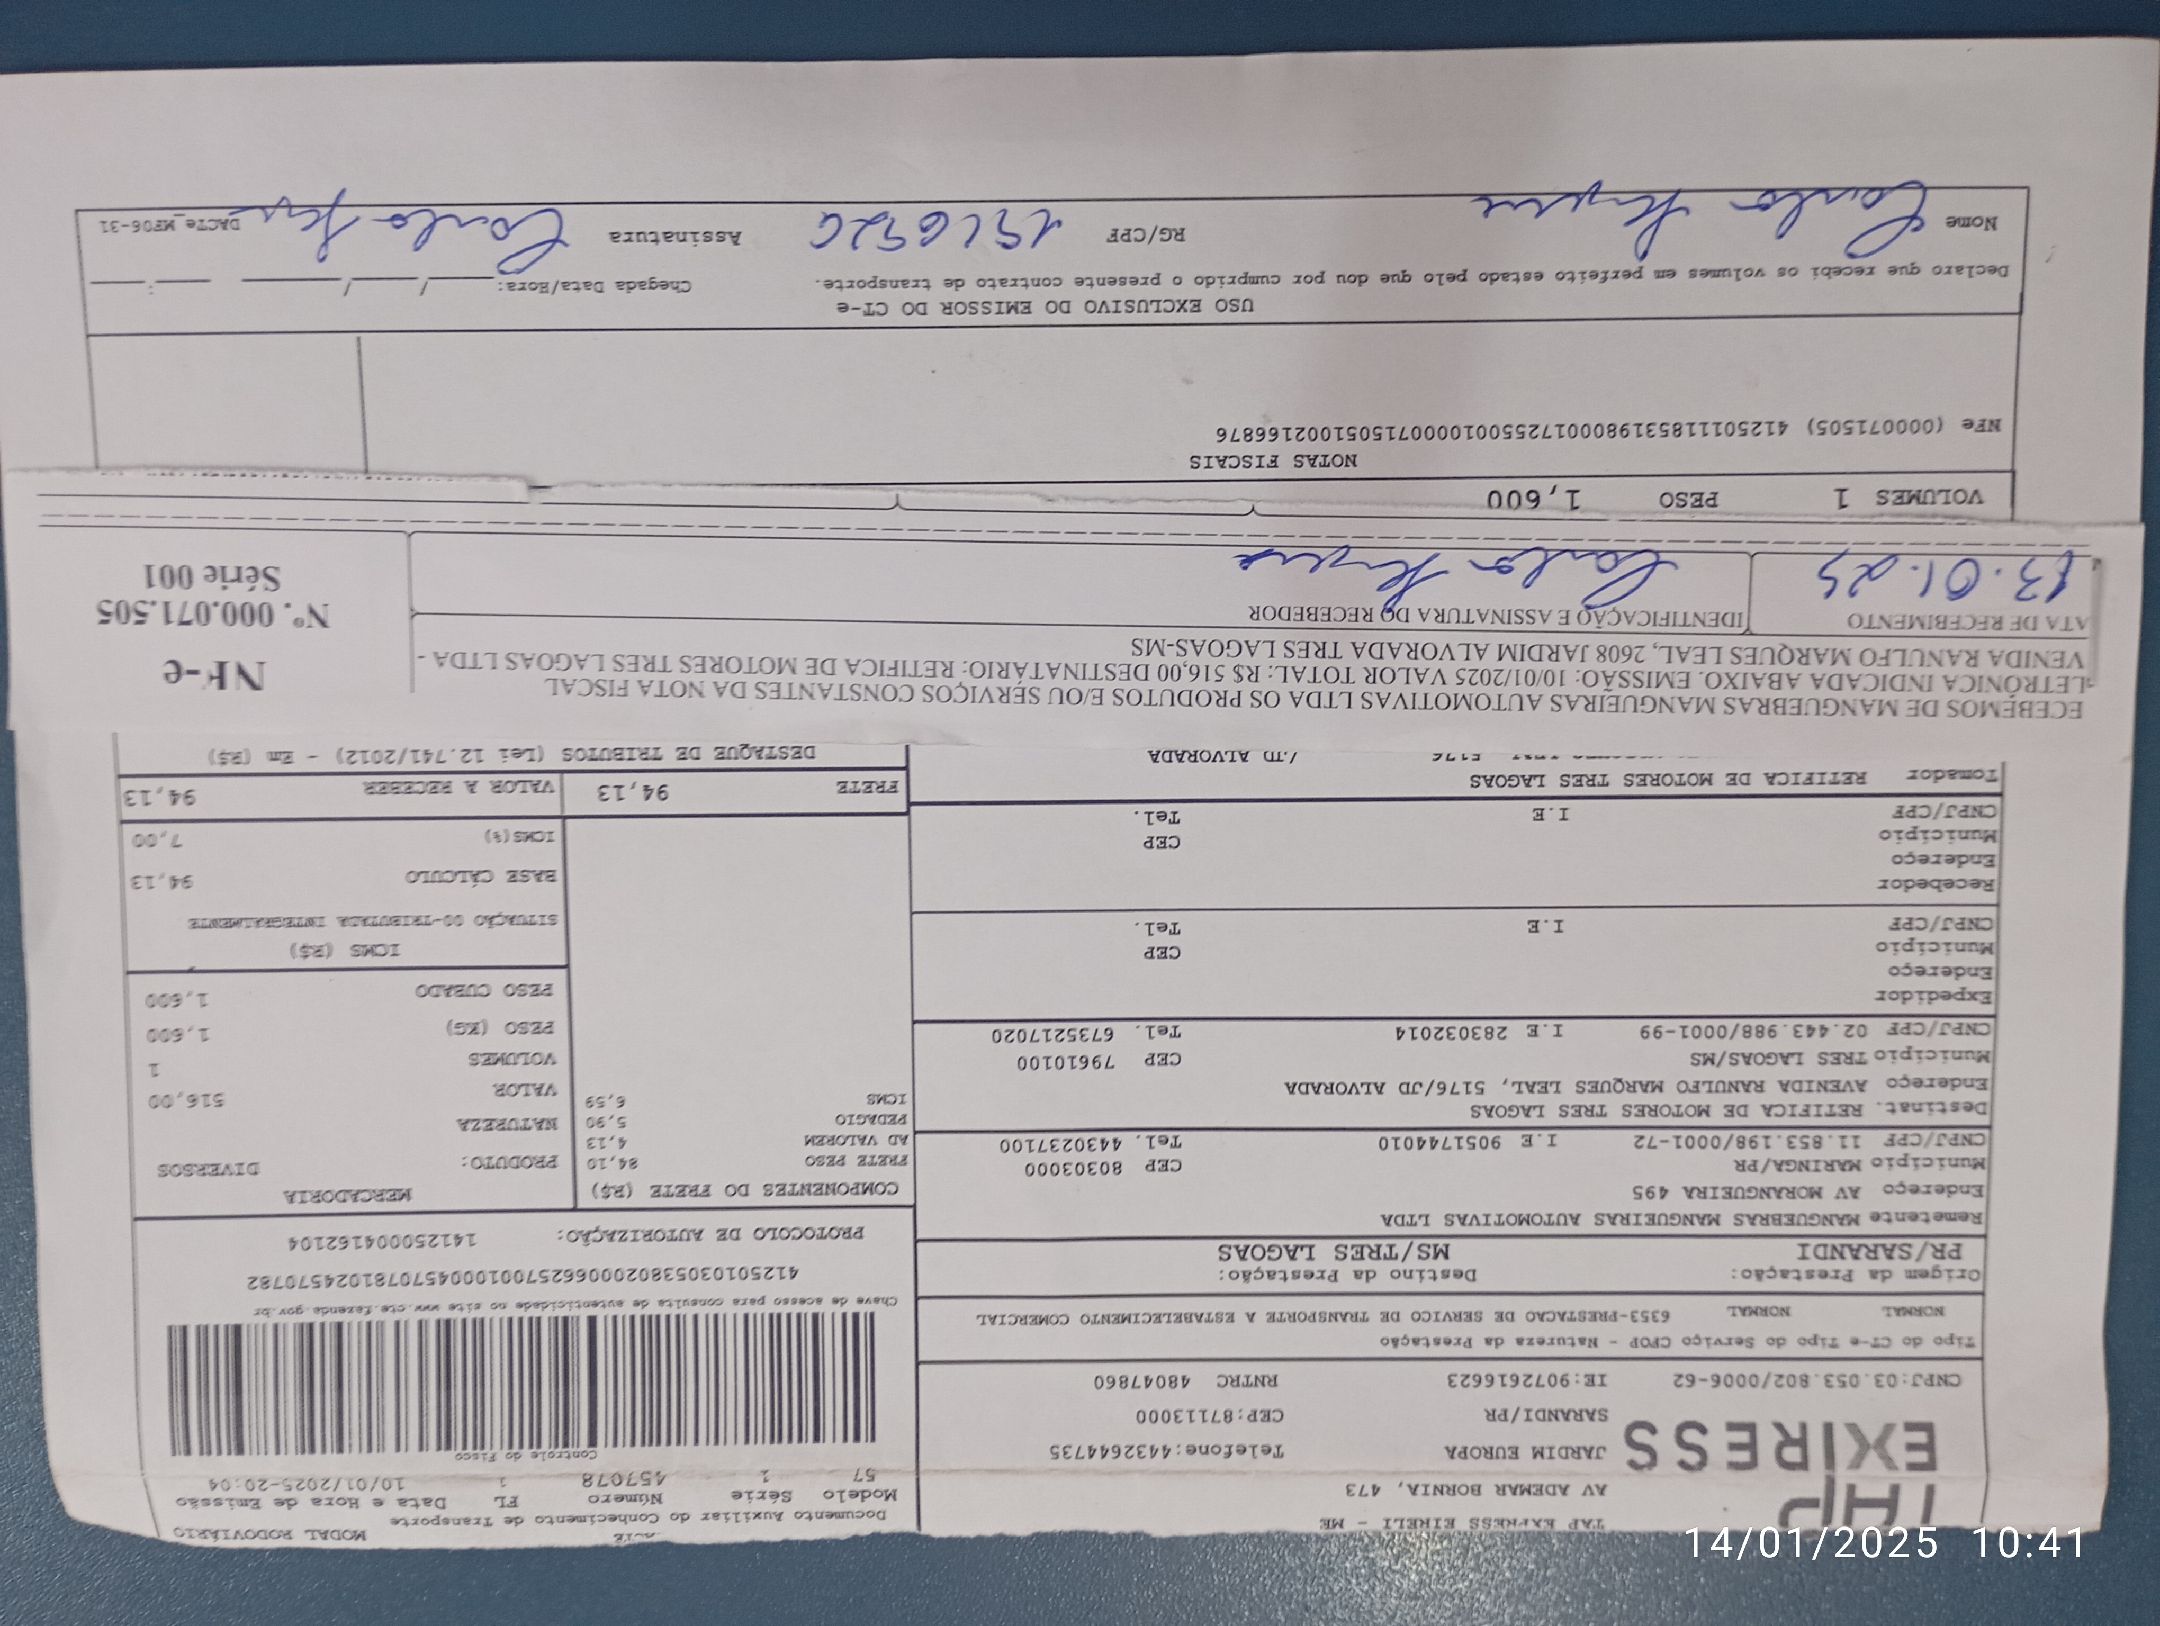 TAP EXPRESS EIRELI - ME
AV ADEMAR BORNIA, 473
JARDIM EUROPA Telefone:4432644735
SARANDI/PR CEP:87113000
CNPJ:03.053.802/0006-62 IE:9072616623 RNTRC 48047860
Tipo do CT-e Tipo do Serviço CFOP - Natureza da Prestação
NORMAL NORMAL 6353-PRESTACAO DE SERVICO DE TRANSPORTE A ESTABELECIMENTO COMERCIAL
Origem da Prestação: Destino da Prestação:
PR/SARANDI MS/TRES LAGOAS
Remetente MANGUEBRAS MANGUEIRAS AUTOMOTIVAS LTDA
Endereço AV MORANGUEIRA 495
Município MARINGA/PR CEP 80303000
CNPJ/CPF 11.853.198/0001-72 I.E 9051744010 Tel. 4430237100
Destinat. RETIFICA DE MOTORES TRES LAGOAS
Endereço AVENIDA RANULFO MARQUES LEAL, 5176/JD ALVORADA
Município TRES LAGOAS/MS CEP 79610100
CNPJ/CPF 02.443.988/0001-99 I.E 283032014 Tel. 6735217020
Expedidor
Endereço
Município CEP
CNPJ/CPF I.E Tel.
Recebedor
Endereço
Município CEP
CNPJ/CPF I.E Tel.
Tomador RETIFICA DE MOTORES TRES LAGOAS
5176 /JD ALVORADA
MODAL RODOVIÁRIO
Documento Auxiliar do Conhecimento de Transporte
Modelo Série Número FL Data e Hora de Emissão
57 1 457078 1 10/01/2025-20:04
Controle do Fisco
Chave de acesso para consulta de autenticidade no site www.cte.fazenda.gov.br
41250103053802000662570010004570781024570782
PROTOCOLO DE AUTORIZAÇÃO: 141250004162104
COMPONENTES DO FRETE (R$)
FRETE PESO 84,10
AD VALOREM 4,13
PEDAGIO 5,90
ICMS 6,59
MERCADORIA
PRODUTO: DIVERSOS
NATUREZA
VALOR 516,00
VOLUMES 1
PESO (KG) 1,600
PESO CUBADO 1,600
ICMS (R$)
SITUAÇÃO 00-TRIBUTADA INTEGRALMENTE
BASE CÁLCULO 94,13
ICMS(%) 7,00
FRETE 94,13 VALOR A RECEBER 94,13
DESTAQUE DE TRIBUTOS (Lei 12.741/2012) - Em (R$)
ECEBEMOS DE MANGUEBRAS MANGUEIRAS AUTOMOTIVAS LTDA OS PRODUTOS E/OU SERVIÇOS CONSTANTES DA NOTA FISCAL
LETRÔNICA INDICADA ABAIXO. EMISSÃO: 10/01/2025 VALOR TOTAL: R$ 516,00 DESTINATÁRIO: RETIFICA DE MOTORES TRES LAGOAS LTDA -
VENIDA RANULFO MARQUES LEAL, 2608 JARDIM ALVORADA TRES LAGOAS-MS
ATA DE RECEBIMENTO IDENTIFICAÇÃO E ASSINATURA DO RECEBEDOR
13.01.25 Carlos
NF-e
Nº. 000.071.505
Série 001
VOLUMES 1 PESO 1,600
NOTAS FISCAIS
NFe (000071505) 41250111853198000172550010000715051002166876
USO EXCLUSIVO DO EMISSOR DO CT-e
Declaro que recebi os volumes em perfeito estado pelo que dou por cumprido o presente contrato de transporte. Chegada Data/Hora: ____/____/____ __:__
Nome Carlos RG/CPF Assinatura Carlos DACTe_MF06-31
14/01/2025 10:41